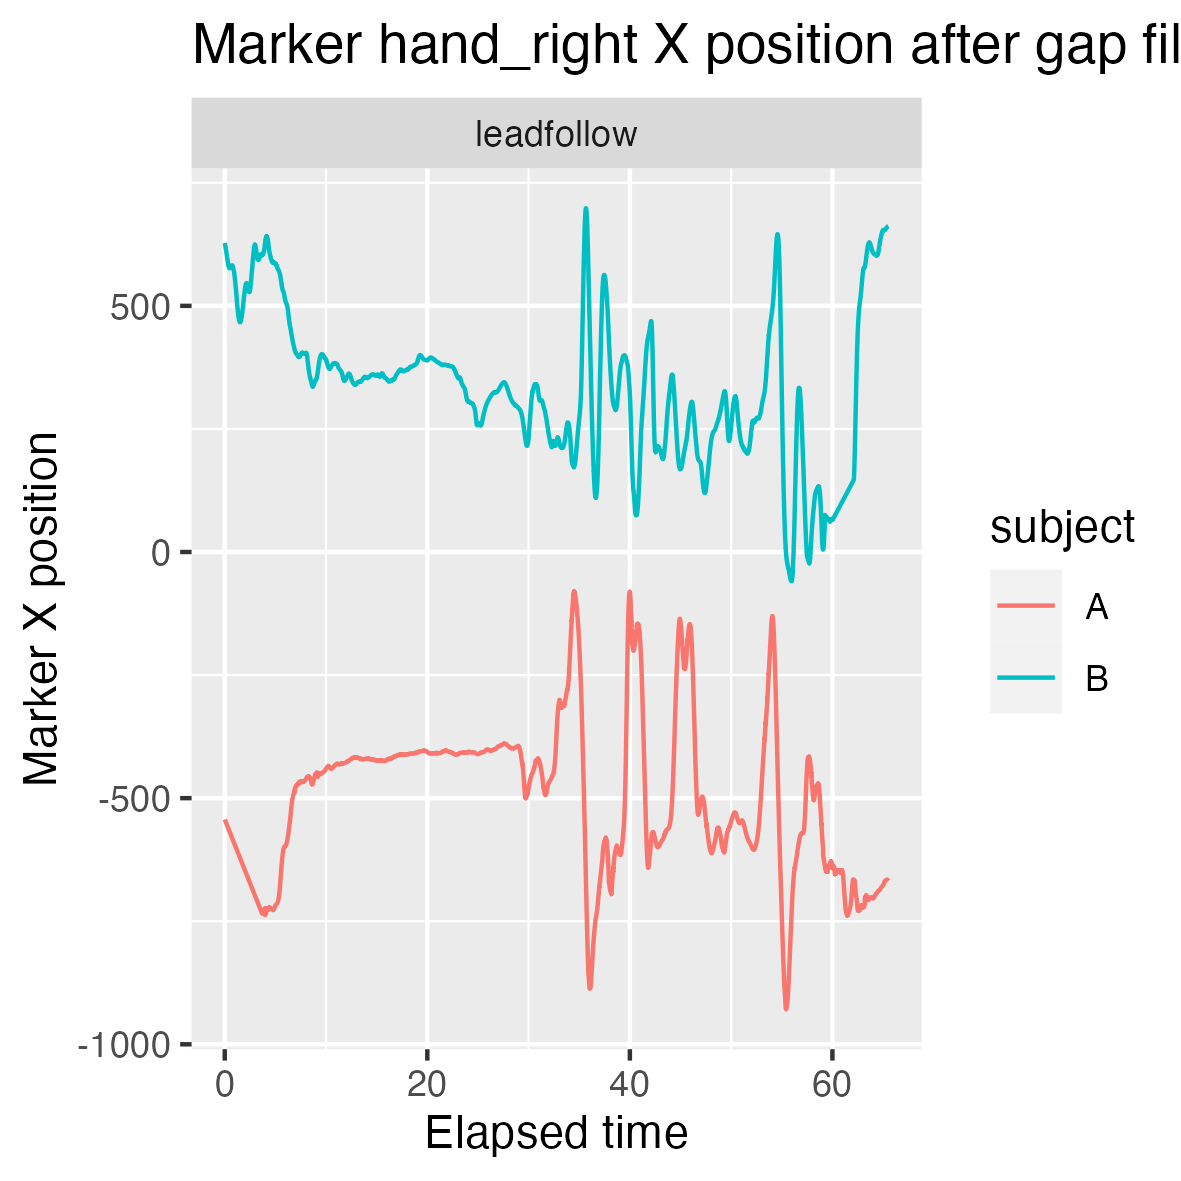 Marker hand_right X position after gap fil
leadfollow
500
0
-500
-1000
Marker X position
0 20 40 60
Elapsed time
subject
A
B